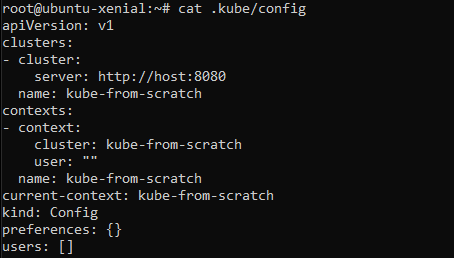 root@ubuntu-xenial:~# cat .kube/config
apiVersion: v1
clusters:
- cluster:
    server: http://host:8080
  name: kube-from-scratch
contexts:
- context:
    cluster: kube-from-scratch
    user: ""
  name: kube-from-scratch
current-context: kube-from-scratch
kind: Config
preferences: {}
users: []